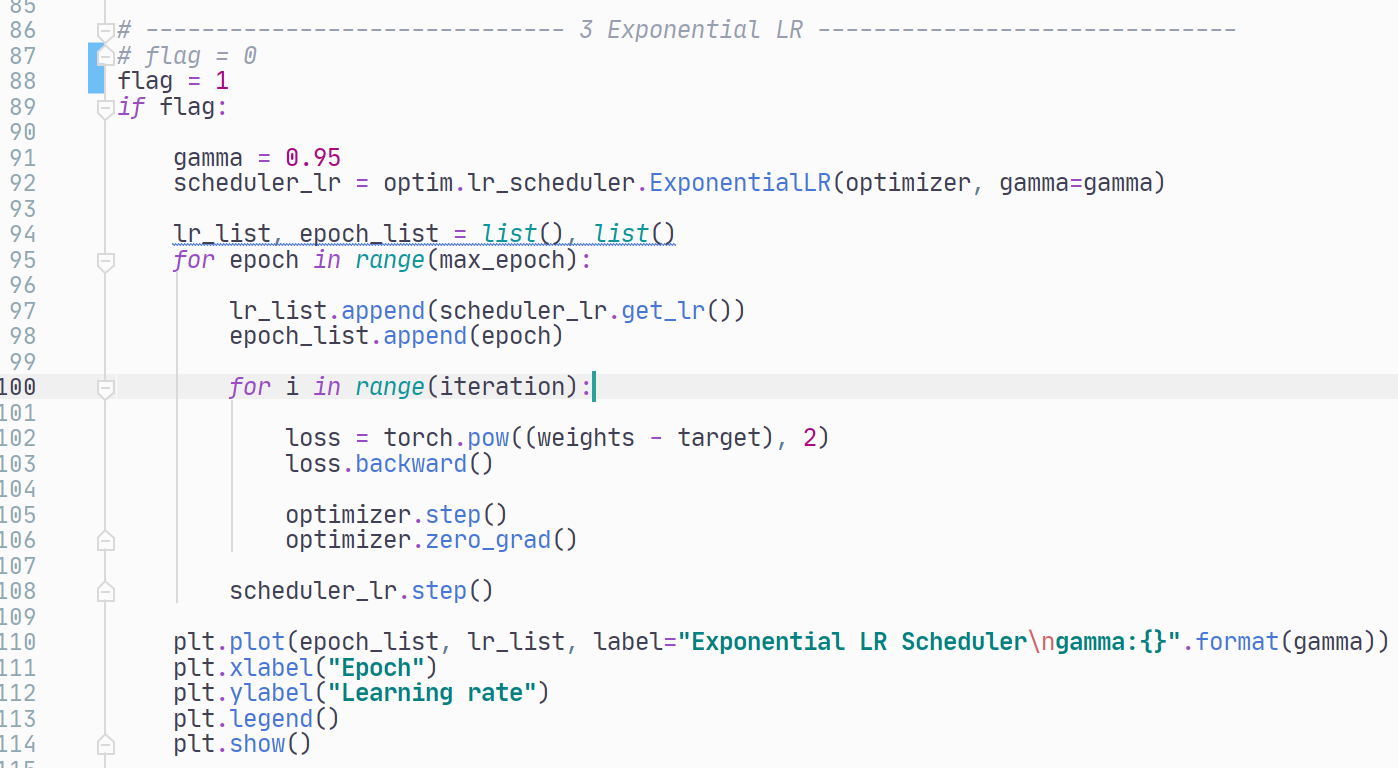 85
86 # ------------------------------ 3 Exponential LR ------------------------------
87 # flag = 0
88 flag = 1
89 if flag:
90
91 gamma = 0.95
92 scheduler_lr = optim.lr_scheduler.ExponentialLR(optimizer, gamma=gamma)
93
94 lr_list, epoch_list = list(), list()
95 for epoch in range(max_epoch):
96
97 lr_list.append(scheduler_lr.get_lr())
98 epoch_list.append(epoch)
99
100 for i in range(iteration):
101
102 loss = torch.pow((weights - target), 2)
103 loss.backward()
104
105 optimizer.step()
106 optimizer.zero_grad()
107
108 scheduler_lr.step()
109
110 plt.plot(epoch_list, lr_list, label="Exponential LR Scheduler\ngamma:{}".format(gamma))
111 plt.xlabel("Epoch")
112 plt.ylabel("Learning rate")
113 plt.legend()
114 plt.show()
115